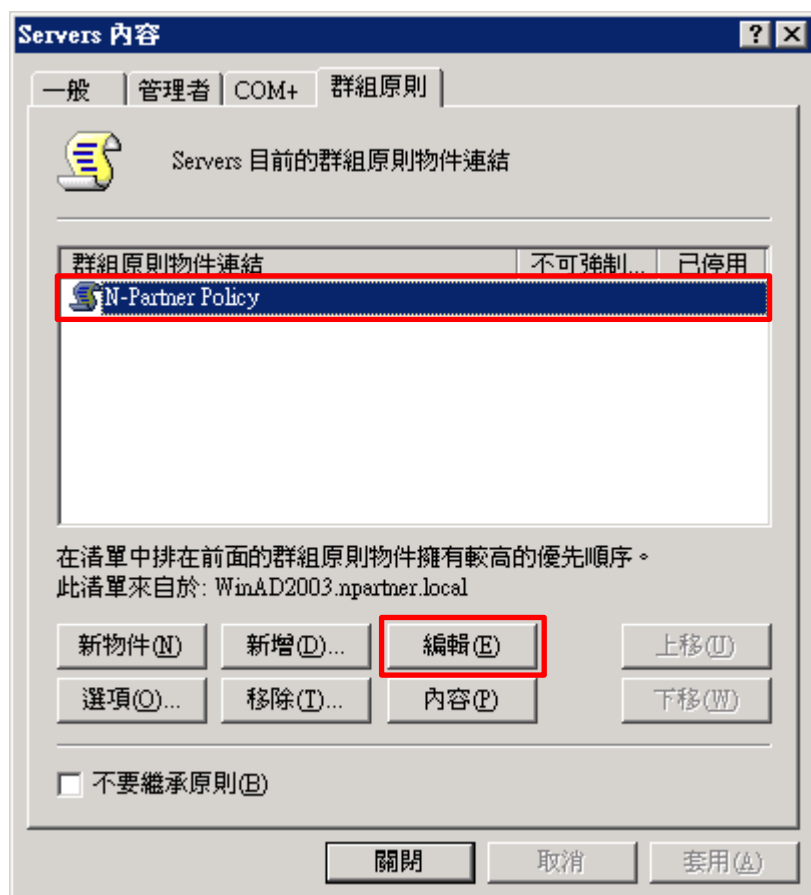 Servers 內容
一般 管理者 COM+ 群組原則
Servers 目前的群組原則物件連結
群組原則物件連結 不可強制... 已停用
N-Partner Policy
在清單中排在前面的群組原則物件擁有較高的優先順序。
此清單來自於: WinAD2003.npartner.local
新物件(N) 新增(D)... 編輯(E) 上移(U)
選項(O)... 移除(T)... 內容(P) 下移(W)
不要繼承原則(B)
關閉 取消 套用(A)